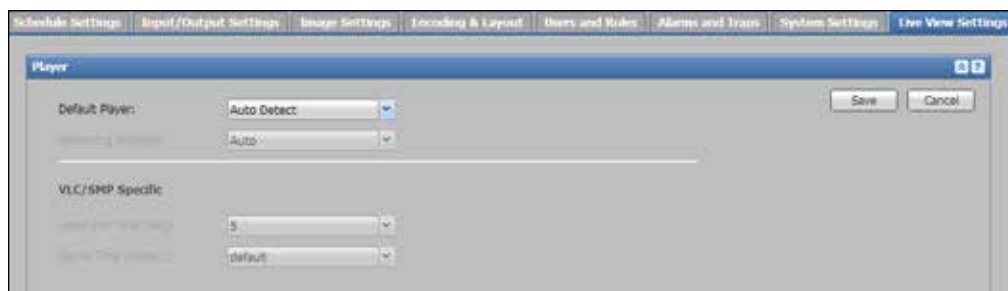 Schedule Settings Input/Output Settings Image Settings Encoding & Layout Users and Roles Alarms and Traps System Settings Live View Settings
Player
Default Player: Auto Detect Save Cancel
Auto
VLC/SMP Specific
5
default